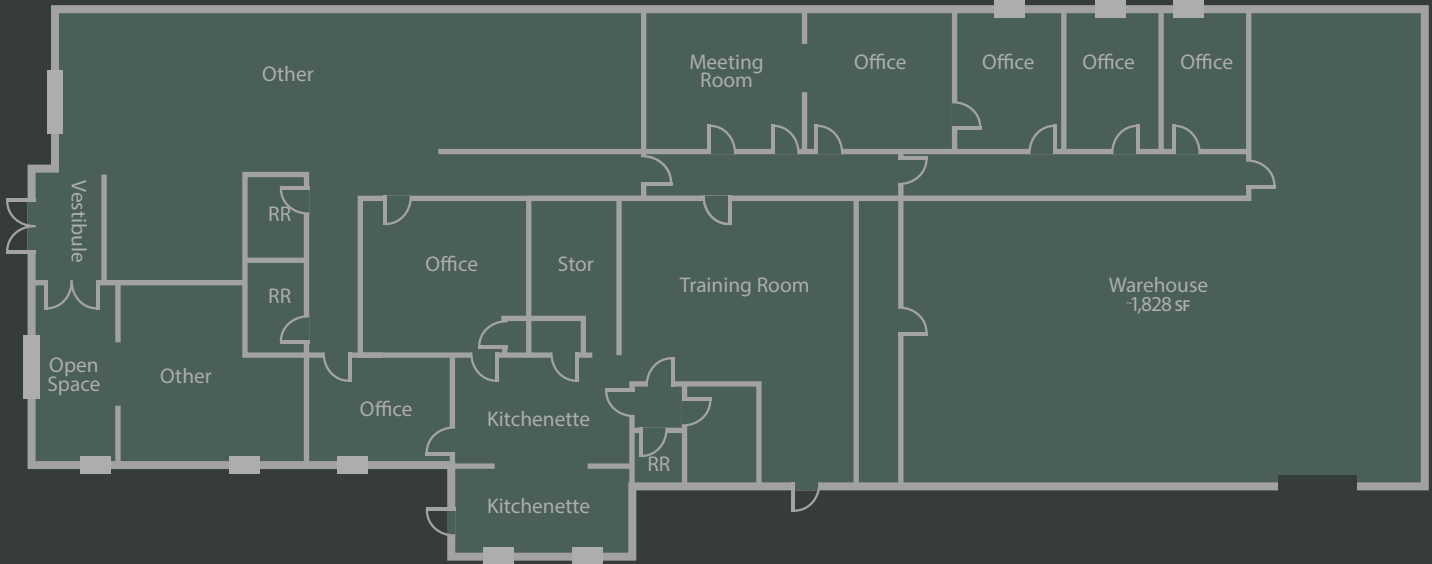 Other
Meeting
Room
Office
Office
Office
Office
Vestibule
RR
Office
Stor
Training Room
Warehouse
~1,828 SF
RR
Open
Space
Other
Office
Kitchenette
RR
Kitchenette